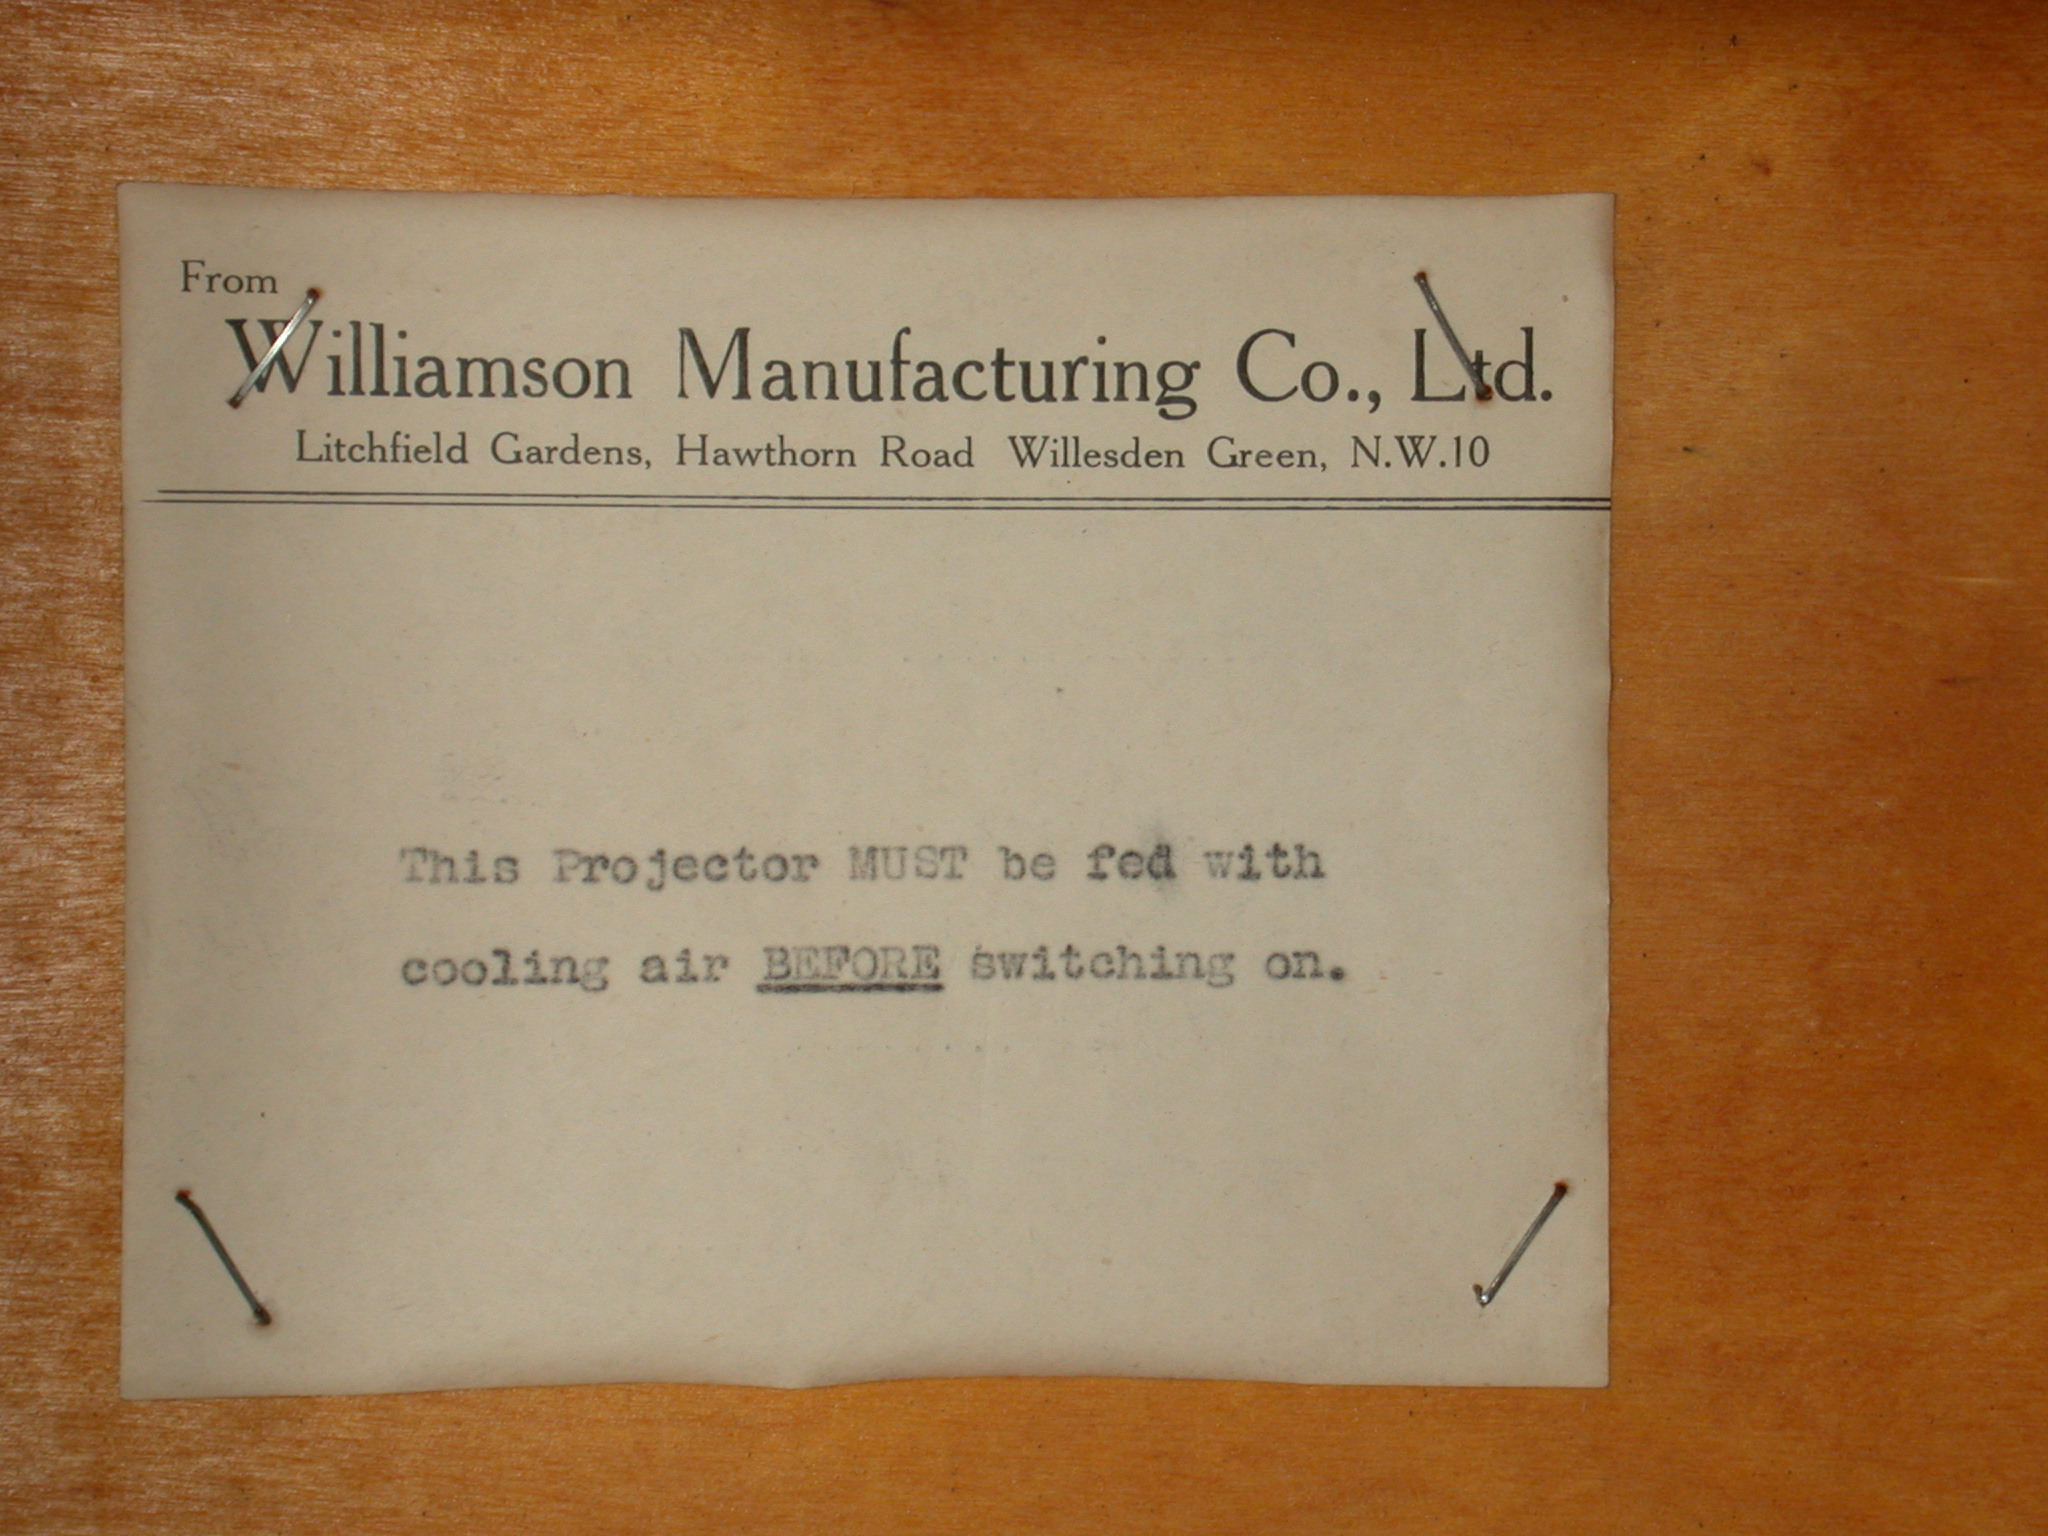 From
Williamson Manufacturing Co., Ltd.
Litchfield Gardens, Hawthorn Road Willesden Green, N.W.10
This Projector MUST be fed with
cooling air BEFORE switching on.